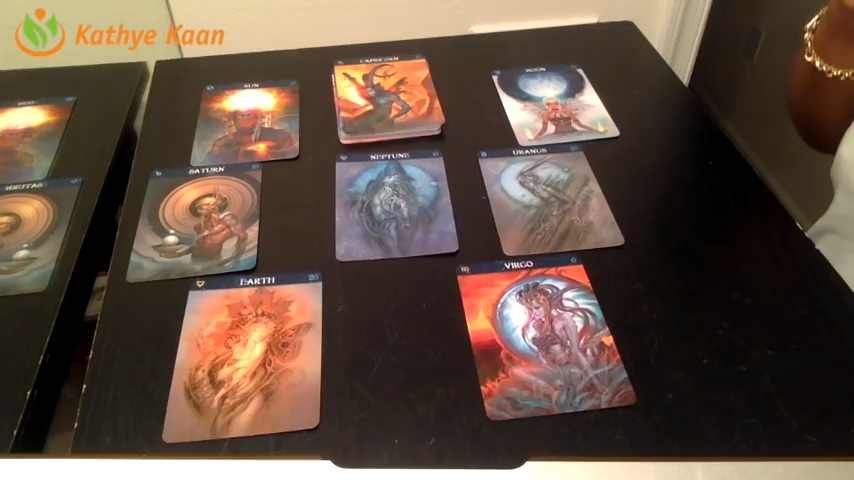 Kathye Kaan
SUN
CAPRICORN
MOON
SATURN
NEPTUNE
URANUS
EARTH
VIRGO